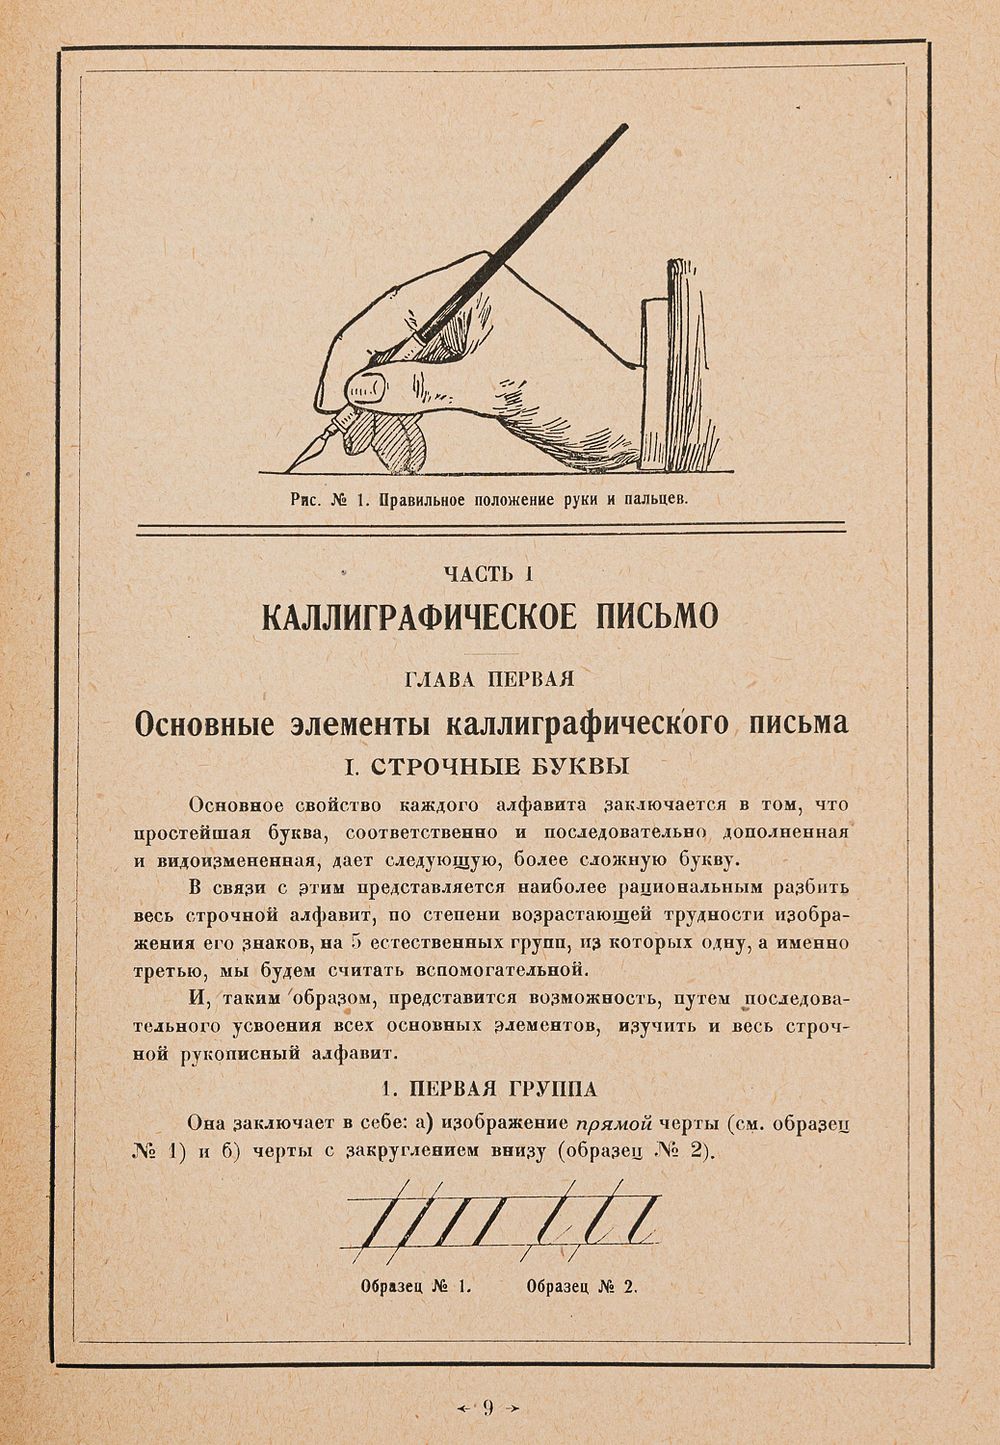 Рис. № 1. Правильное положение руки и пальцев.
ЧАСТЬ I
КАЛЛИГРАФИЧЕСКОЕ ПИСЬМО
ГЛАВА ПЕРВАЯ
Основные элементы каллиграфического письма
I. СТРОЧНЫЕ БУКВЫ
Основное свойство каждого алфавита заключается в том, что
простейшая буква, соответственно и последовательно дополненная
и видоизмененная, дает следующую, более сложную букву.
В связи с этим представляется наиболее рациональным разбить
весь строчной алфавит, по степени возрастающей трудности изобра-
жения его знаков, на 5 естественных групп, из которых одну, а именно
третью, мы будем считать вспомогательной.
И, таким образом, представится возможность, путем последова-
тельного усвоения всех основных элементов, изучить и весь строч-
ной рукописный алфавит.
1. ПЕРВАЯ ГРУППА
Она заключает в себе: а) изображение прямой черты (см. образец
№ 1) и б) черты с закруглением внизу (образец № 2).
Образец № 1. Образец № 2.
9